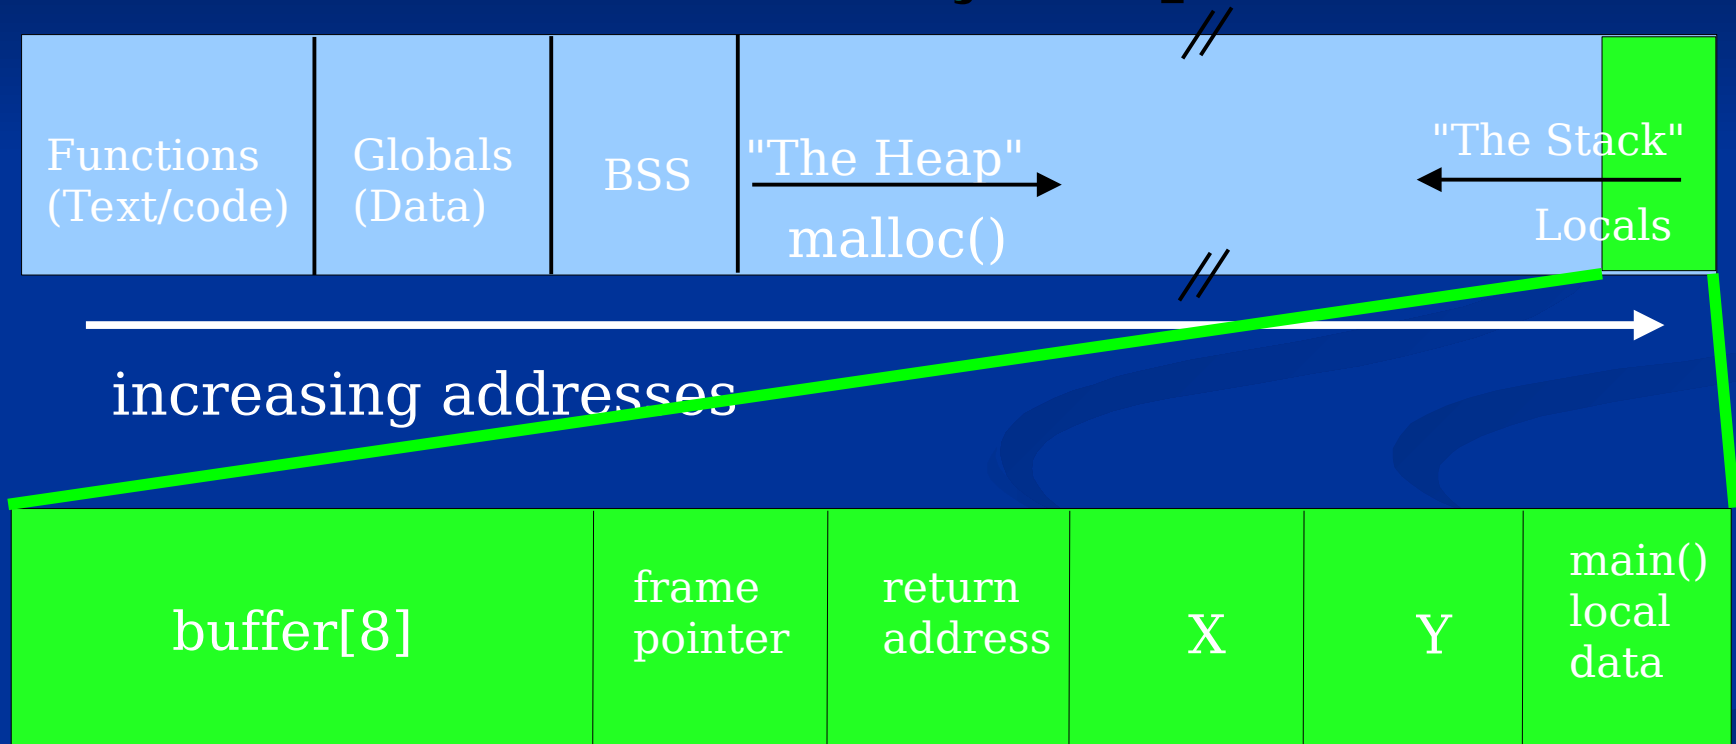 Functions
(Text/code)
Globals
(Data)
BSS
"The Heap"
malloc()
"The Stack"
Locals
increasing addresses
buffer[8]
frame
pointer
return
address
X
Y
main()
local
data